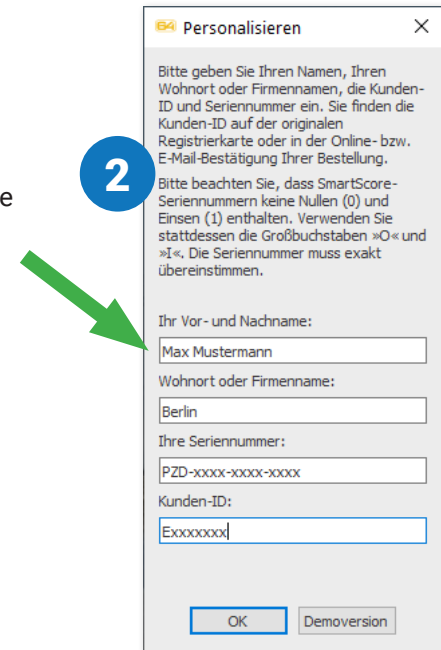 64 Personalisieren
Bitte geben Sie Ihren Namen, Ihren
Wohnort oder Firmennamen, die Kunden-
ID und Seriennummer ein. Sie finden die
Kunden-ID auf der originalen
Registrierkarte oder in der Online- bzw.
E-Mail-Bestätigung Ihrer Bestellung.
2
Bitte beachten Sie, dass SmartScore-
Seriennummern keine Nullen (0) und
e
Einsen (1) enthalten. Verwenden Sie
stattdessen die Großbuchstaben »O« und
»I«. Die Seriennummer muss exakt
übereinstimmen.
Ihr Vor- und Nachname:
Max Mustermann
Wohnort oder Firmenname:
Berlin
Ihre Seriennummer:
PZD-xxxx-xxxx-xxxx
Kunden-ID:
Exxxxxxx
OK Demoversion